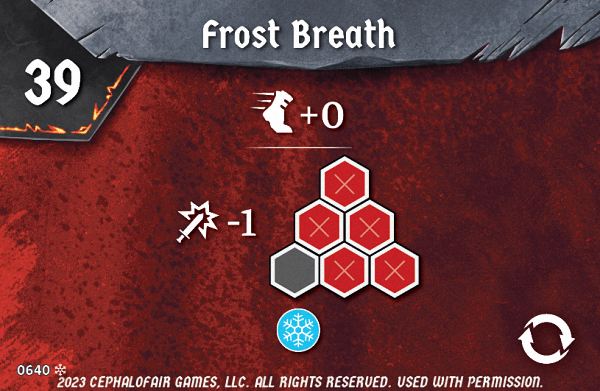 Frost Breath
39
+0
-1
0640
2023 CEPHALOFAIR GAMES, LLC. ALL RIGHTS RESERVED. USED WITH PERMISSION.